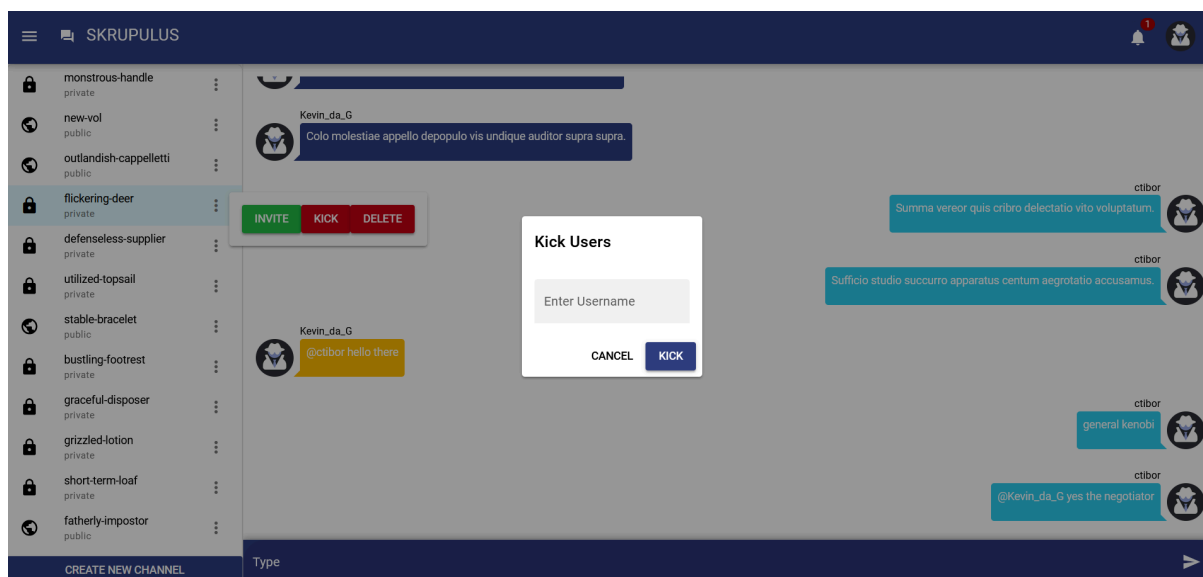 SKRUPULUS
1
monstrous-handle
private
new-vol
public
outlandish-cappelletti
public
flickering-deer
private
defenseless-supplier
private
utilized-topsail
private
stable-bracelet
public
bustling-footrest
private
graceful-disposer
private
grizzled-lotion
private
short-term-loaf
private
fatherly-impostor
public
CREATE NEW CHANNEL
INVITE KICK DELETE
Kevin_da_G
Colo molestiae appello depopulo vis undique auditor supra supra.
ctibor
Summa vereor quis cribro delectatio vito voluptatum.
ctibor
Sufficio studio succurro apparatus centum aegrotatio accusamus.
Kevin_da_G
@ctibor hello there
ctibor
general kenobi
ctibor
@Kevin_da_G yes the negotiator
Type
Kick Users
Enter Username
CANCEL KICK